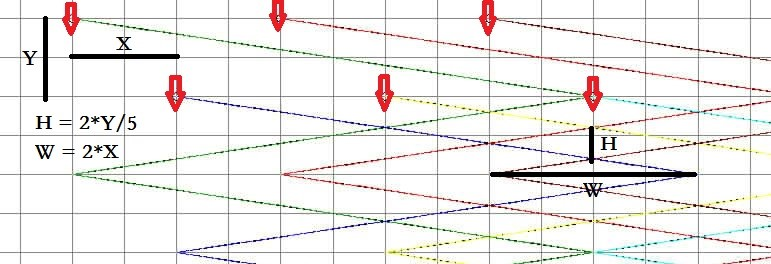 X
Y
H
H = 2*Y/5
W = 2*X
W